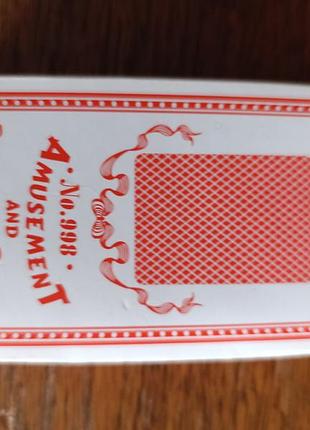 No. 998.
AMUSEMENT
AND